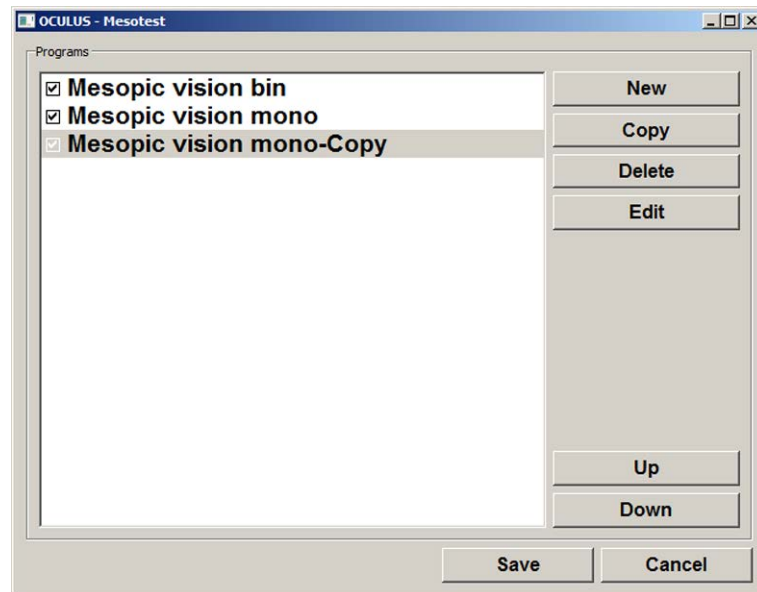 OCULUS - Mesotest
Programs
Mesopic vision bin
Mesopic vision mono
Mesopic vision mono-Copy
New
Copy
Delete
Edit
Up
Down
Save
Cancel